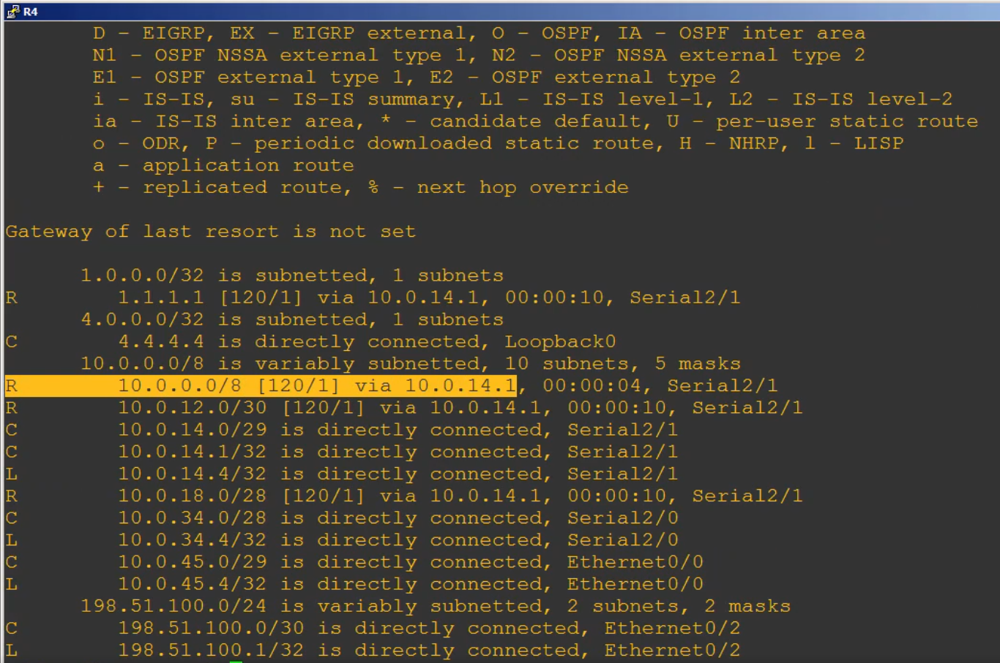 R4
D - EIGRP, EX - EIGRP external, O - OSPF, IA - OSPF inter area
N1 - OSPF NSSA external type 1, N2 - OSPF NSSA external type 2
E1 - OSPF external type 1, E2 - OSPF external type 2
i - IS-IS, su - IS-IS summary, L1 - IS-IS level-1, L2 - IS-IS level-2
ia - IS-IS inter area, * - candidate default, U - per-user static route
o - ODR, P - periodic downloaded static route, H - NHRP, l - LISP
a - application route
+ - replicated route, % - next hop override
Gateway of last resort is not set
1.0.0.0/32 is subnetted, 1 subnets
R 1.1.1.1 [120/1] via 10.0.14.1, 00:00:10, Serial2/1
4.0.0.0/32 is subnetted, 1 subnets
C 4.4.4.4 is directly connected, Loopback0
10.0.0.0/8 is variably subnetted, 10 subnets, 5 masks
R 10.0.0.0/8 [120/1] via 10.0.14.1, 00:00:04, Serial2/1
R 10.0.12.0/30 [120/1] via 10.0.14.1, 00:00:10, Serial2/1
C 10.0.14.0/29 is directly connected, Serial2/1
C 10.0.14.1/32 is directly connected, Serial2/1
L 10.0.14.4/32 is directly connected, Serial2/1
R 10.0.18.0/28 [120/1] via 10.0.14.1, 00:00:10, Serial2/1
C 10.0.34.0/28 is directly connected, Serial2/0
L 10.0.34.4/32 is directly connected, Serial2/0
C 10.0.45.0/29 is directly connected, Ethernet0/0
L 10.0.45.4/32 is directly connected, Ethernet0/0
198.51.100.0/24 is variably subnetted, 2 subnets, 2 masks
C 198.51.100.0/30 is directly connected, Ethernet0/2
L 198.51.100.1/32 is directly connected, Ethernet0/2